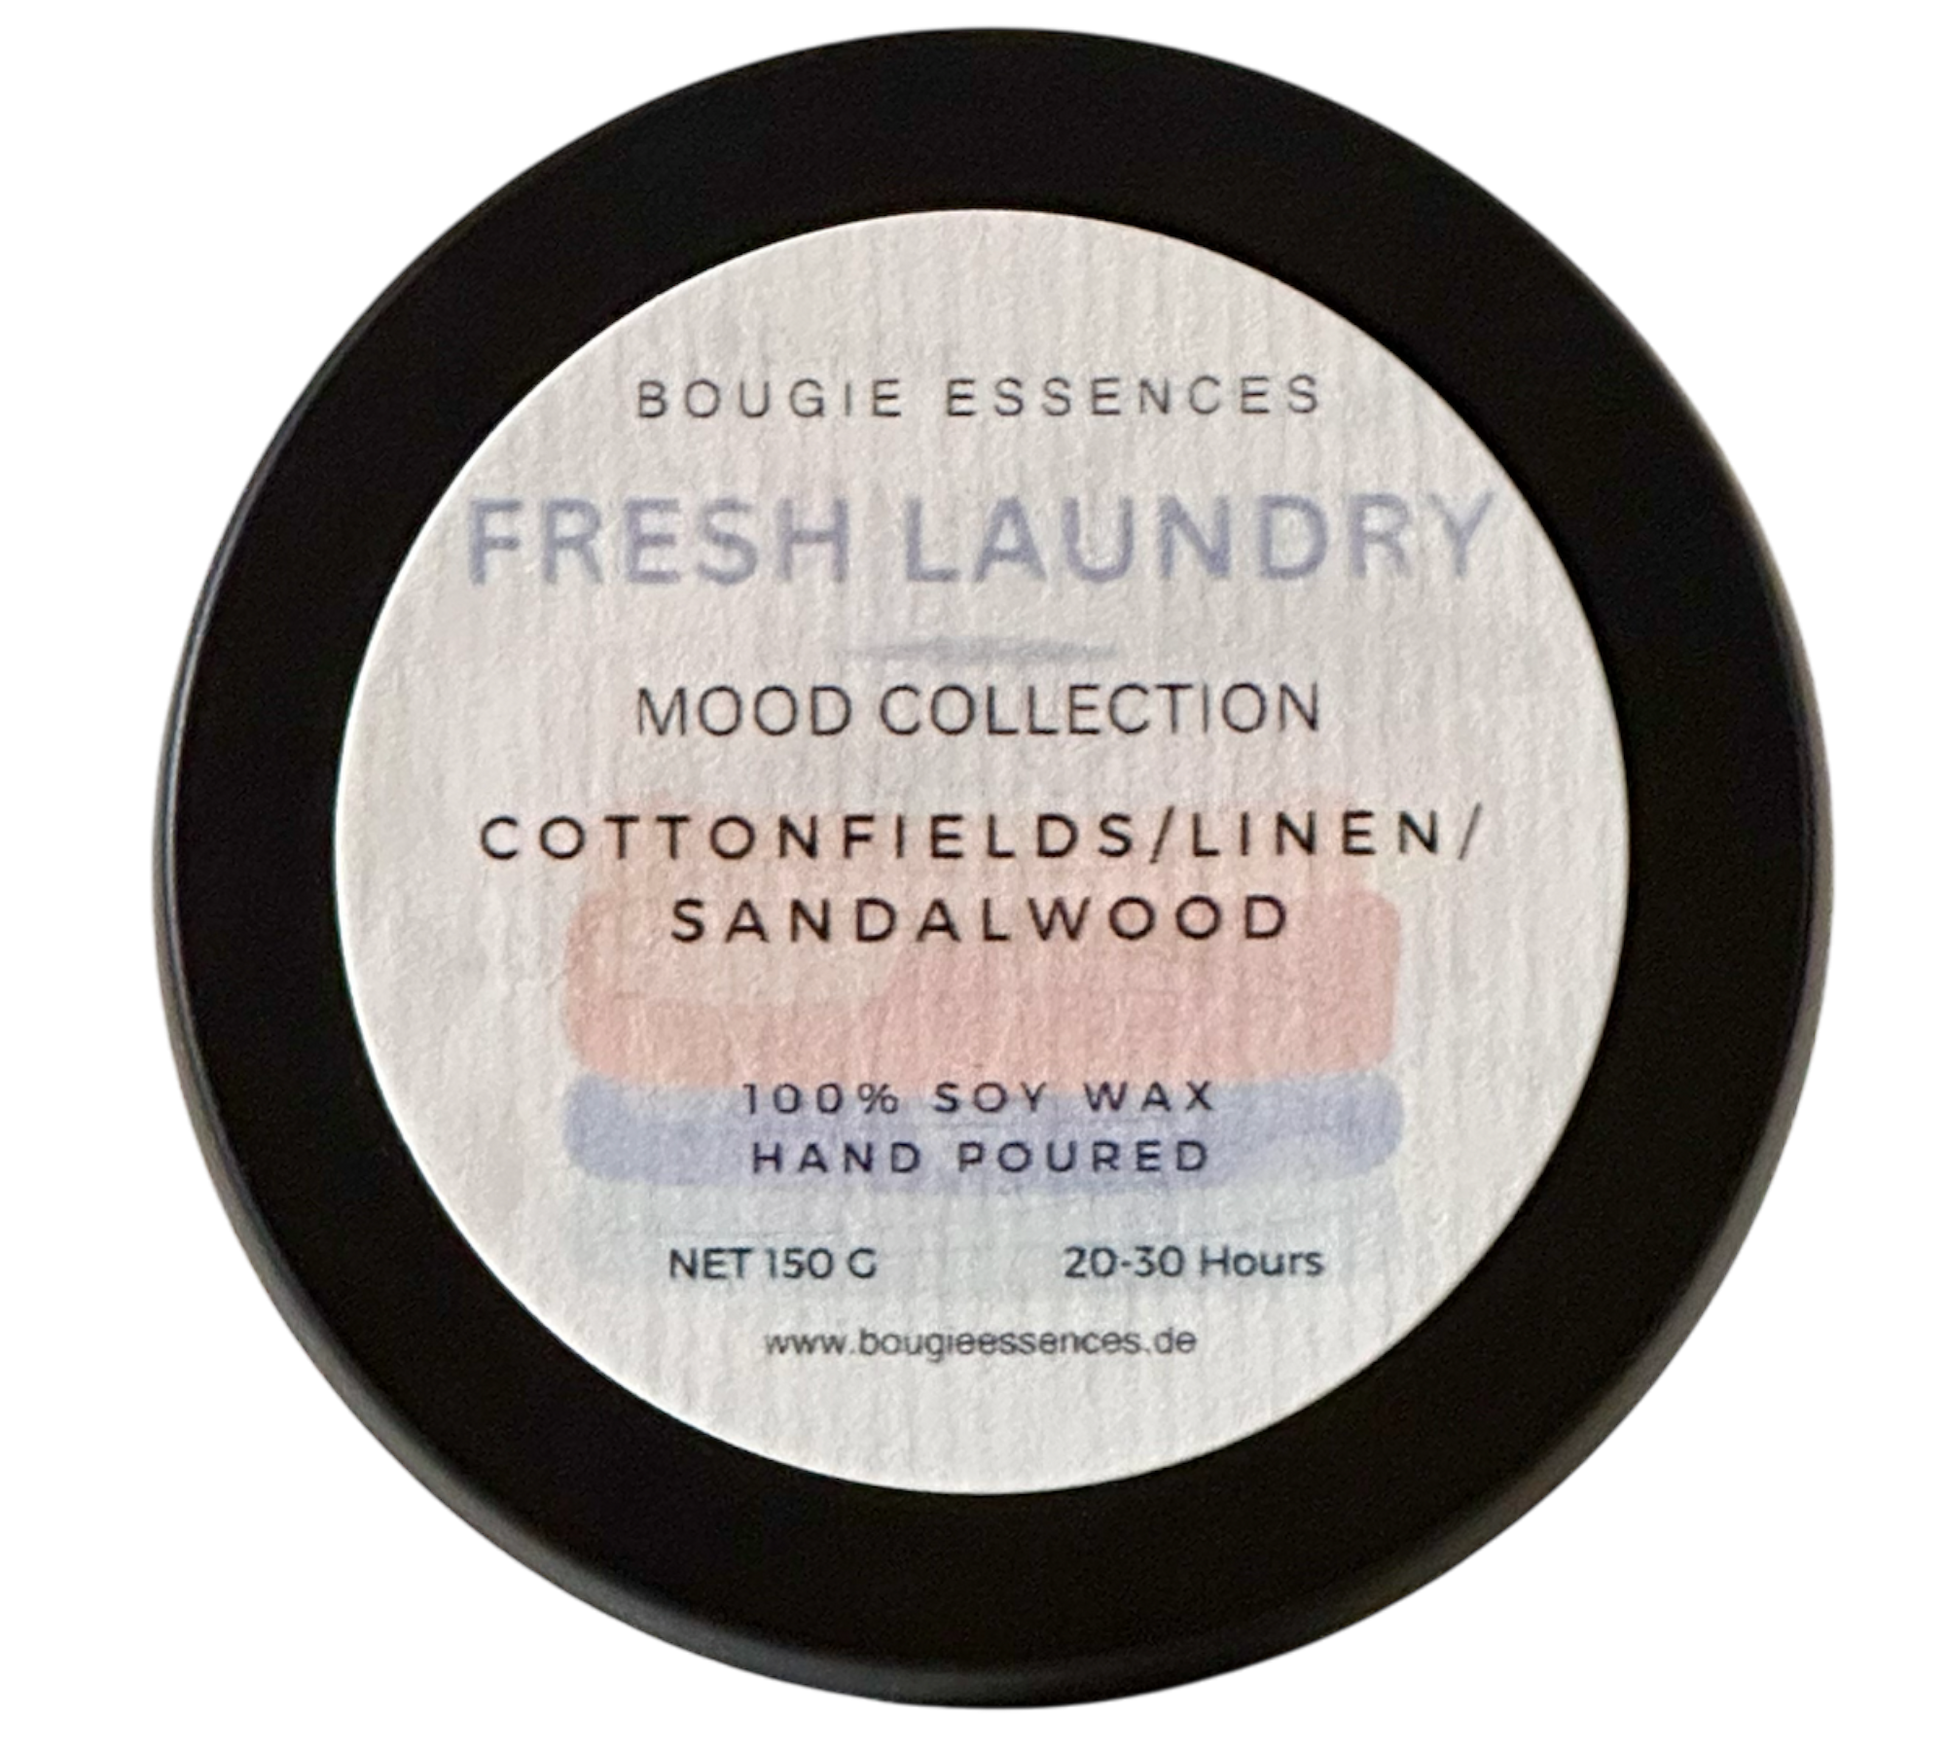 BOUGIE ESSENCES
FRESH LAUNDRY
MOOD COLLECTION
COTTONFIELDS/LINEN/
SANDALWOOD
100% SOY WAX
HAND POURED
NET 150 G 20-30 Hours
www.bougieessences.de